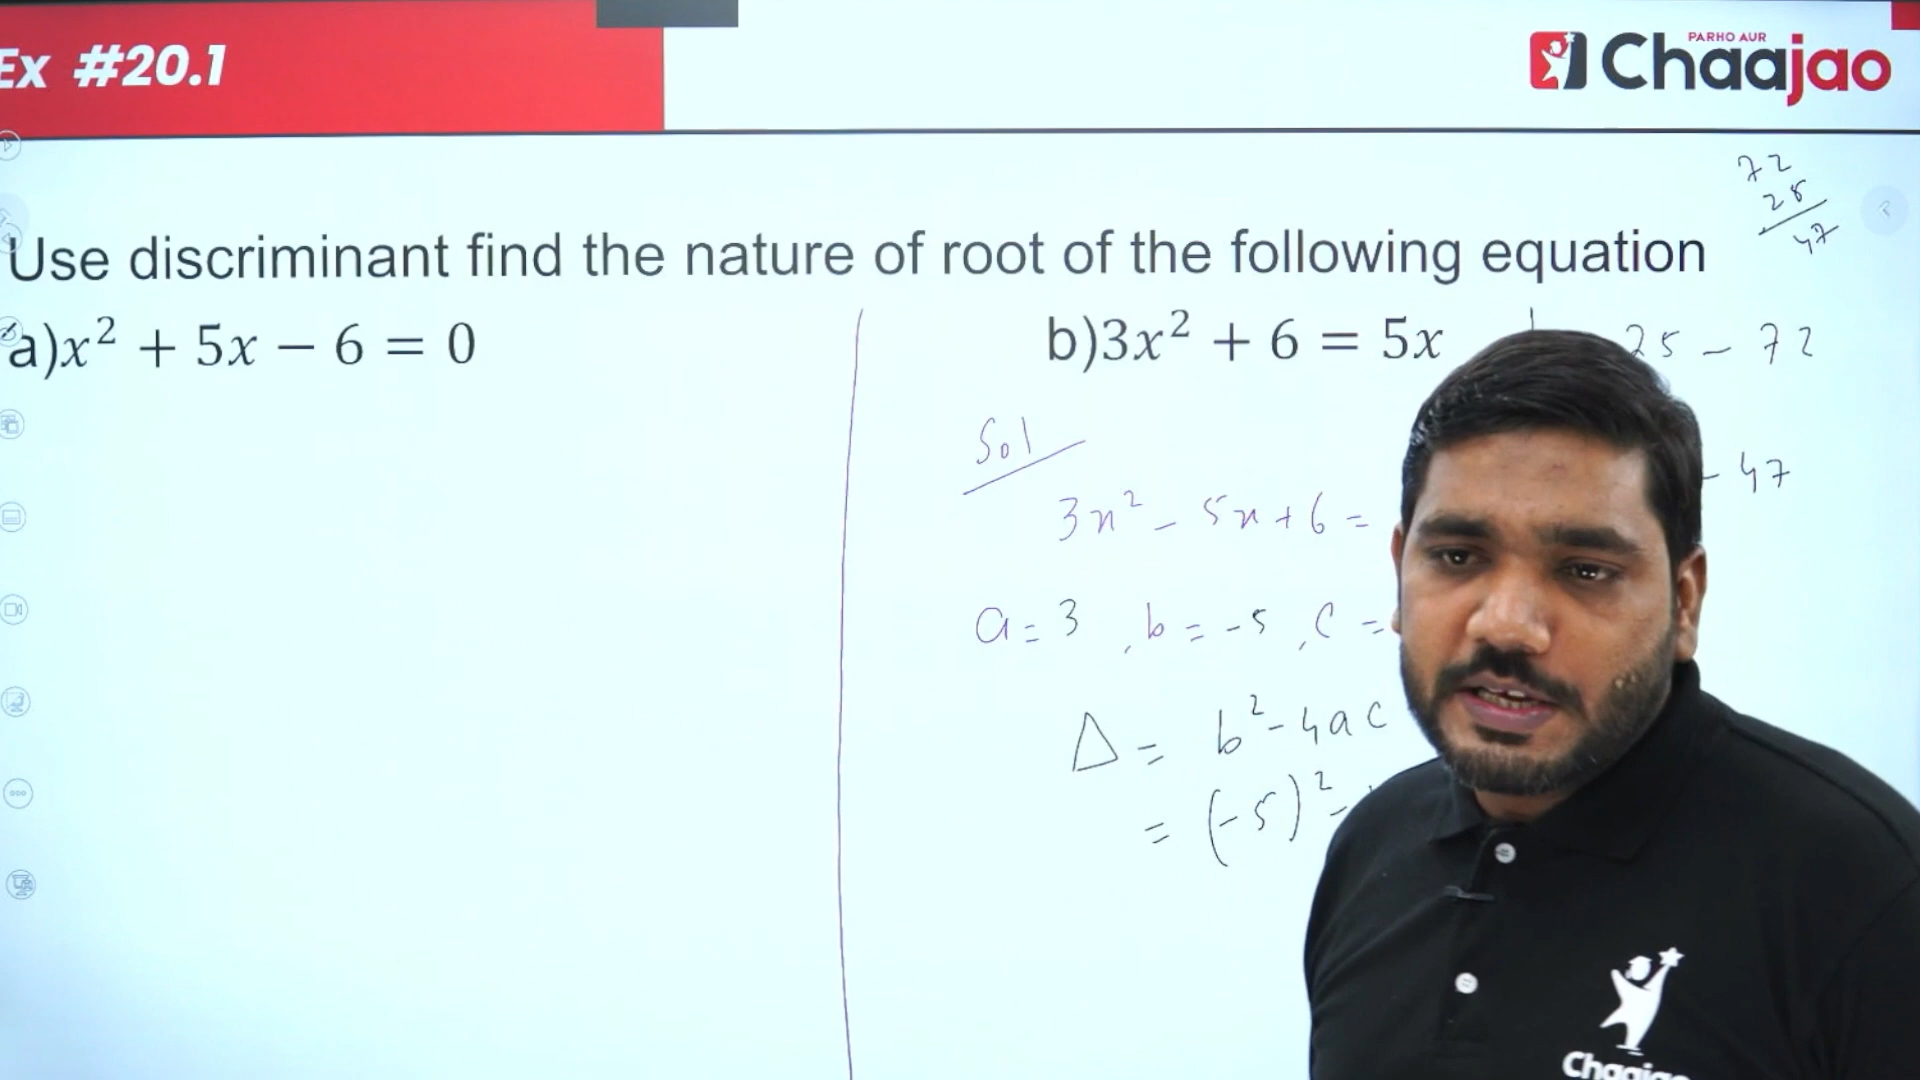 Ex #20.1
PARHO AUR
Chaajao
72
25
47
Use discriminant find the nature of root of the following equation
a)x² + 5x − 6 = 0
b)3x² + 6 = 5x
25 - 72
Sol
- 47
3x² - 5x + 6 =
a = 3 , b = -5 , c =
Δ = b² - 4ac
= (-5)² -